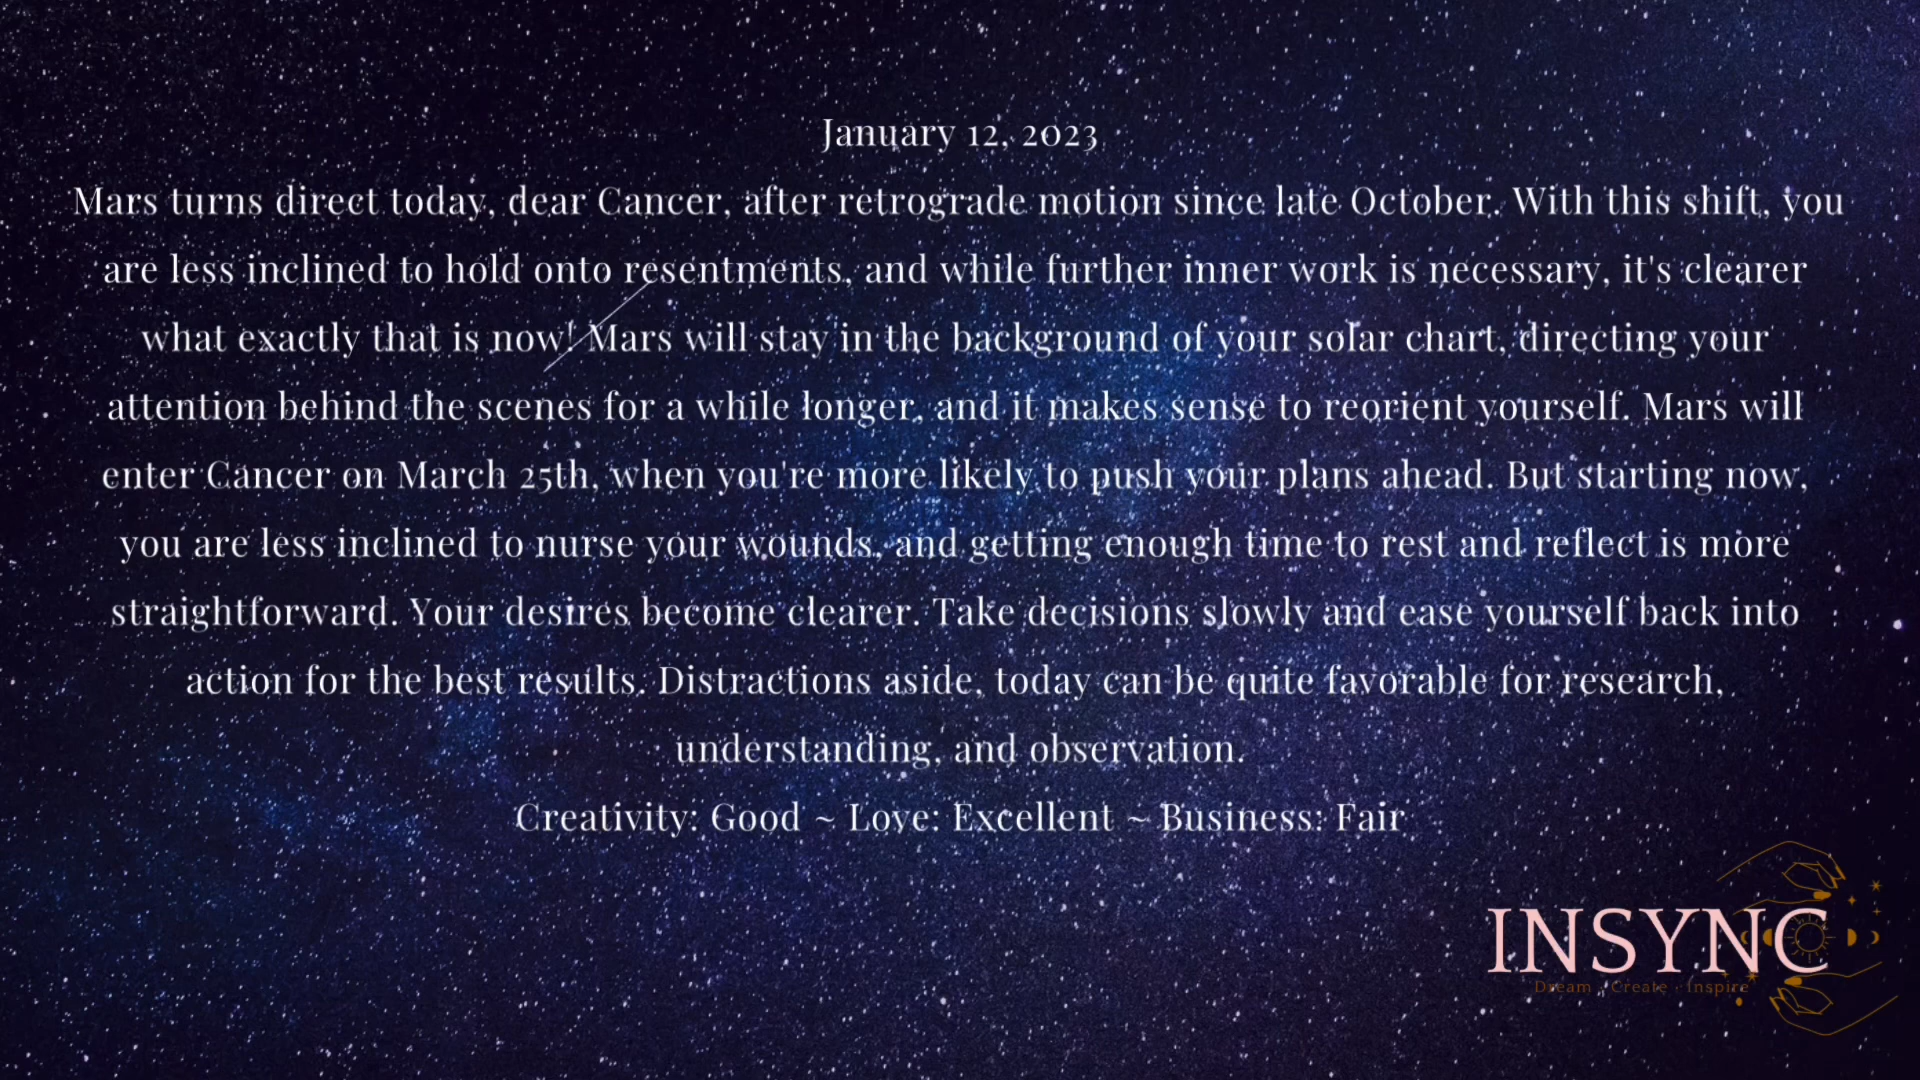 January 12, 2023
Mars turns direct today, dear Cancer, after retrograde motion since late October. With this shift, you
are less inclined to hold onto resentments, and while further inner work is necessary, it's clearer
what exactly that is now! Mars will stay in the background of your solar chart, directing your
attention behind the scenes for a while longer, and it makes sense to reorient yourself. Mars will
enter Cancer on March 25th, when you're more likely to push your plans ahead. But starting now,
you are less inclined to nurse your wounds, and getting enough time to rest and reflect is more
straightforward. Your desires become clearer. Take decisions slowly and ease yourself back into
action for the best results. Distractions aside, today can be quite favorable for research,
understanding, and observation.
Creativity: Good ~ Love: Excellent ~ Business: Fair
INSYNC
Dream · Create · Inspire